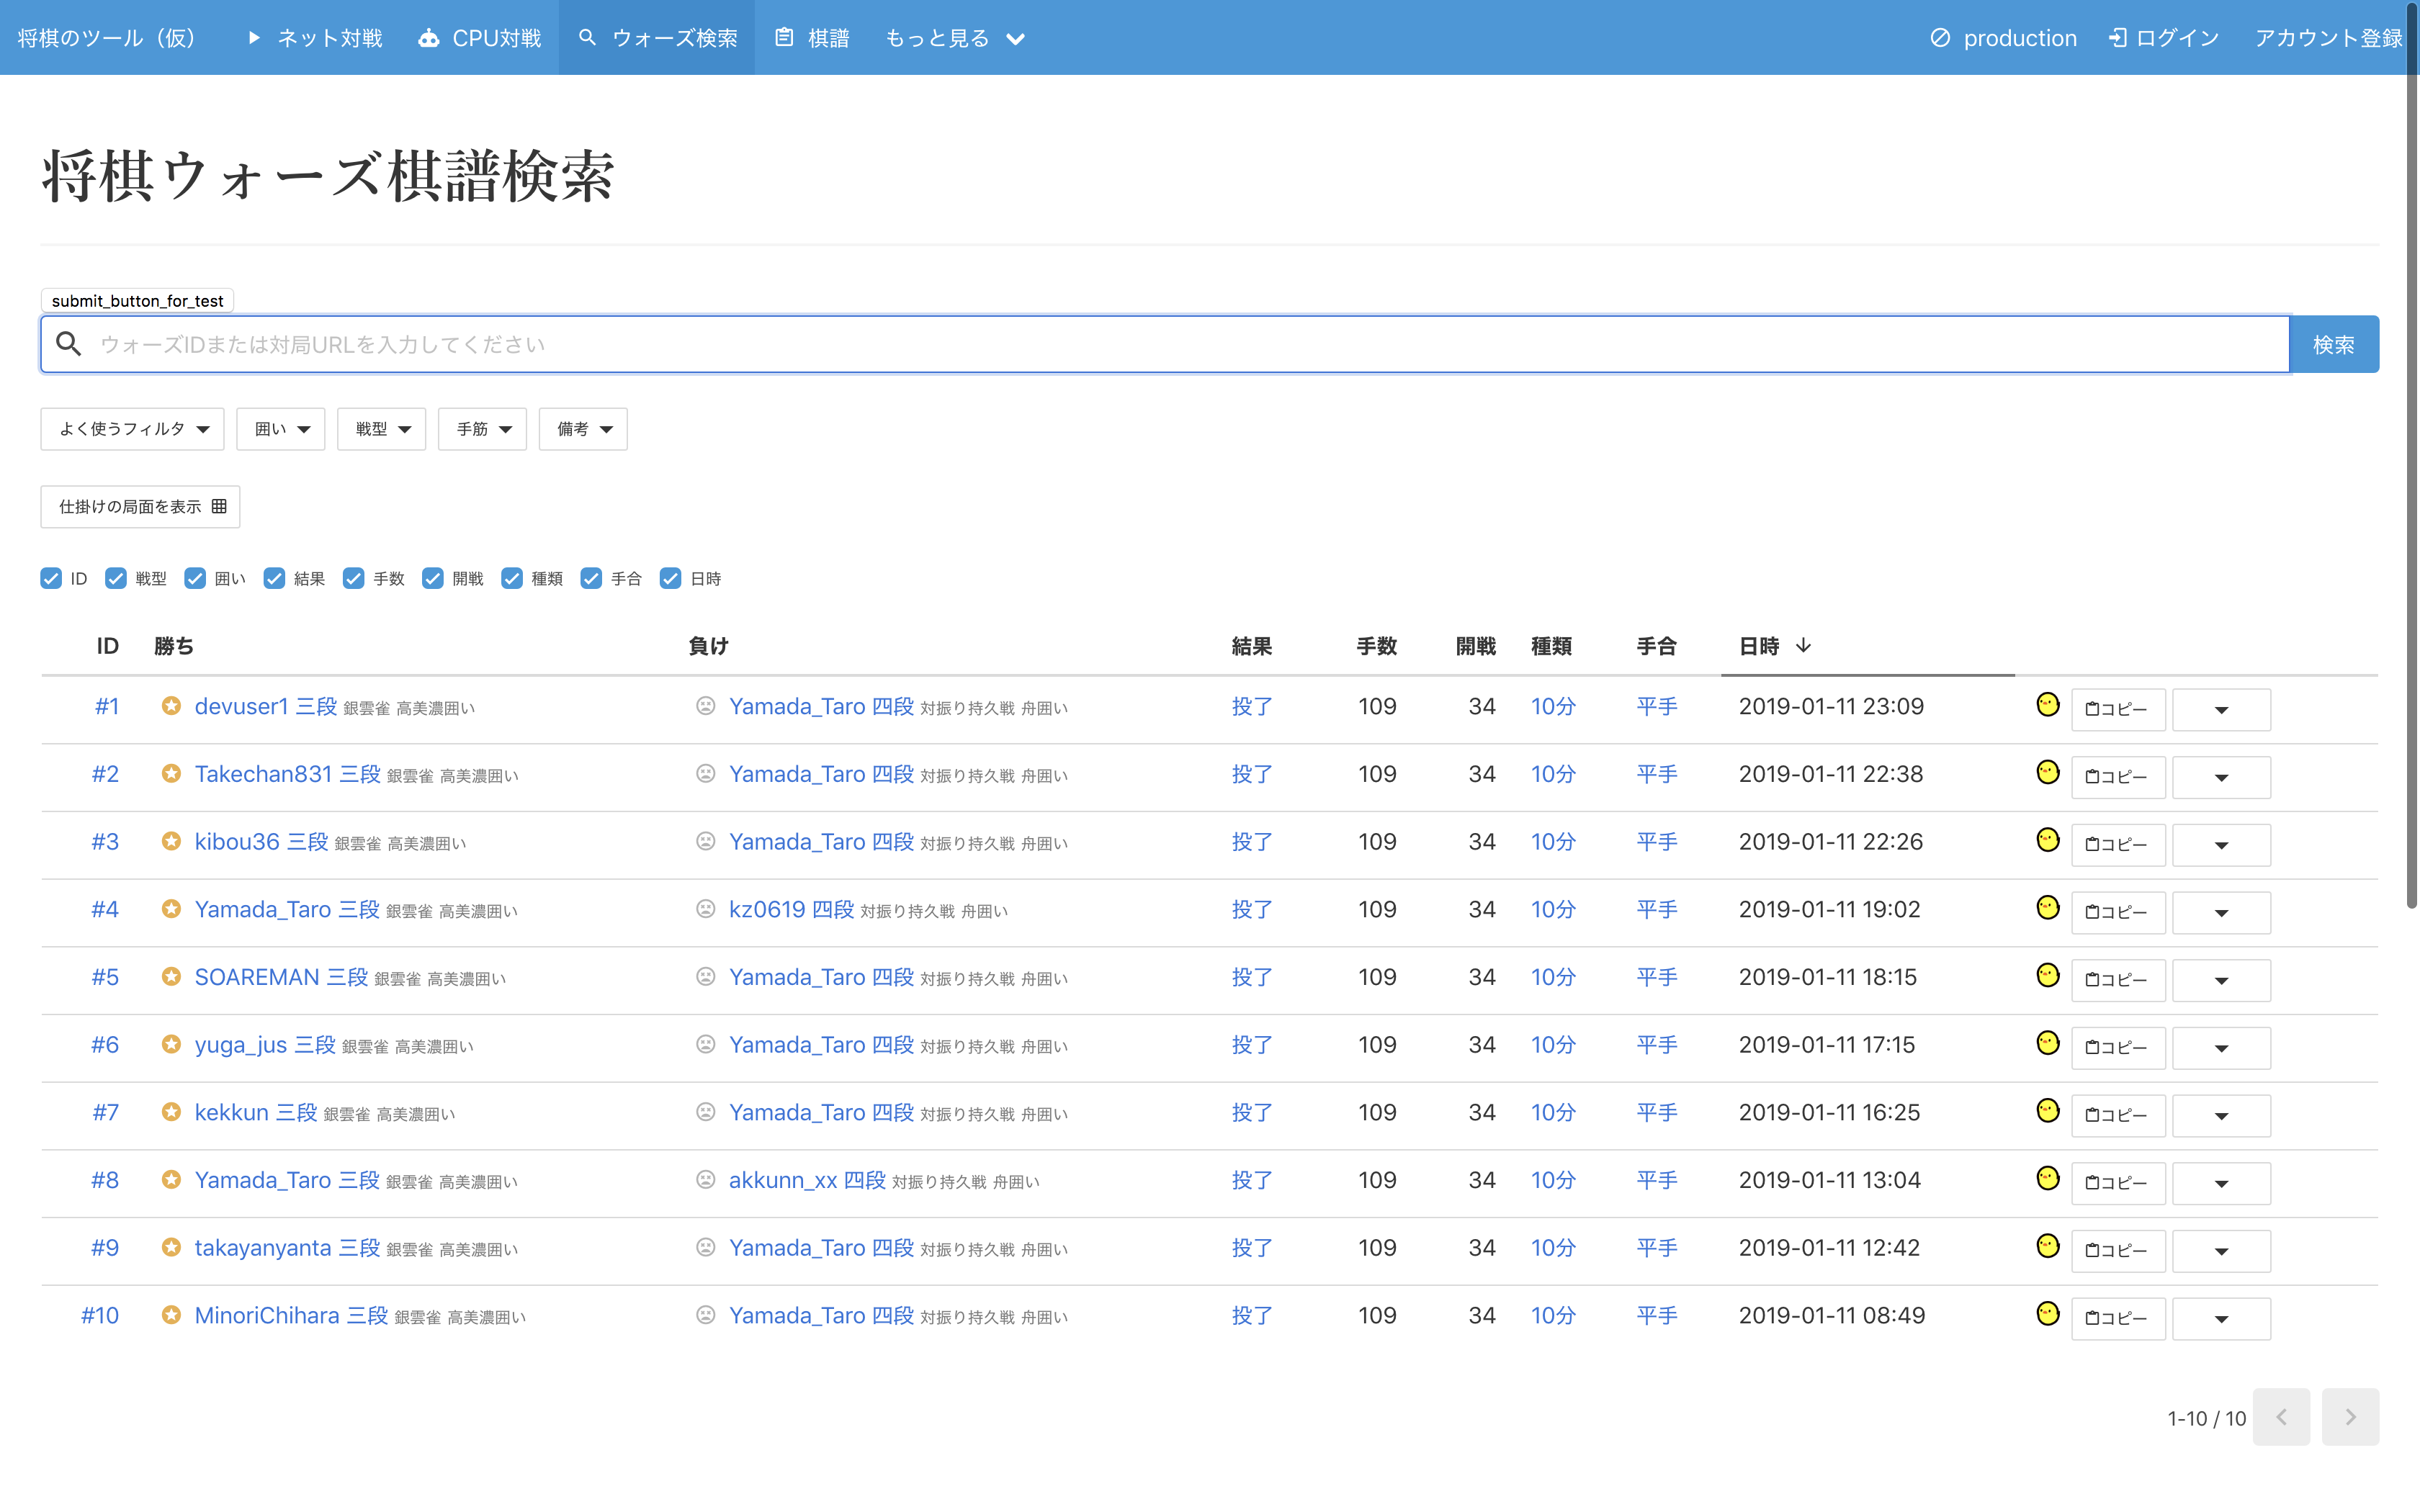 将棋のツール（仮） ネット対戦 CPU対戦 ウォーズ検索 棋譜 もっと見る production ログイン アカウント登録
将棋ウォーズ棋譜検索
submit_button_for_test
ウォーズIDまたは対局URLを入力してください 検索
よく使うフィルタ 囲い 戦型 手筋 備考
仕掛けの局面を表示
ID 戦型 囲い 結果 手数 開戦 種類 手合 日時
ID 勝ち 負け 結果 手数 開戦 種類 手合 日時
#1 devuser1 三段 銀雲雀 高美濃囲い Yamada_Taro 四段 対振り持久戦 舟囲い 投了 109 34 10分 平手 2019-01-11 23:09 コピー
#2 Takechan831 三段 銀雲雀 高美濃囲い Yamada_Taro 四段 対振り持久戦 舟囲い 投了 109 34 10分 平手 2019-01-11 22:38 コピー
#3 kibou36 三段 銀雲雀 高美濃囲い Yamada_Taro 四段 対振り持久戦 舟囲い 投了 109 34 10分 平手 2019-01-11 22:26 コピー
#4 Yamada_Taro 三段 銀雲雀 高美濃囲い kz0619 四段 対振り持久戦 舟囲い 投了 109 34 10分 平手 2019-01-11 19:02 コピー
#5 SOAREMAN 三段 銀雲雀 高美濃囲い Yamada_Taro 四段 対振り持久戦 舟囲い 投了 109 34 10分 平手 2019-01-11 18:15 コピー
#6 yuga_jus 三段 銀雲雀 高美濃囲い Yamada_Taro 四段 対振り持久戦 舟囲い 投了 109 34 10分 平手 2019-01-11 17:15 コピー
#7 kekkun 三段 銀雲雀 高美濃囲い Yamada_Taro 四段 対振り持久戦 舟囲い 投了 109 34 10分 平手 2019-01-11 16:25 コピー
#8 Yamada_Taro 三段 銀雲雀 高美濃囲い akkunn_xx 四段 対振り持久戦 舟囲い 投了 109 34 10分 平手 2019-01-11 13:04 コピー
#9 takayanyanta 三段 銀雲雀 高美濃囲い Yamada_Taro 四段 対振り持久戦 舟囲い 投了 109 34 10分 平手 2019-01-11 12:42 コピー
#10 MinoriChihara 三段 銀雲雀 高美濃囲い Yamada_Taro 四段 対振り持久戦 舟囲い 投了 109 34 10分 平手 2019-01-11 08:49 コピー
1-10 / 10